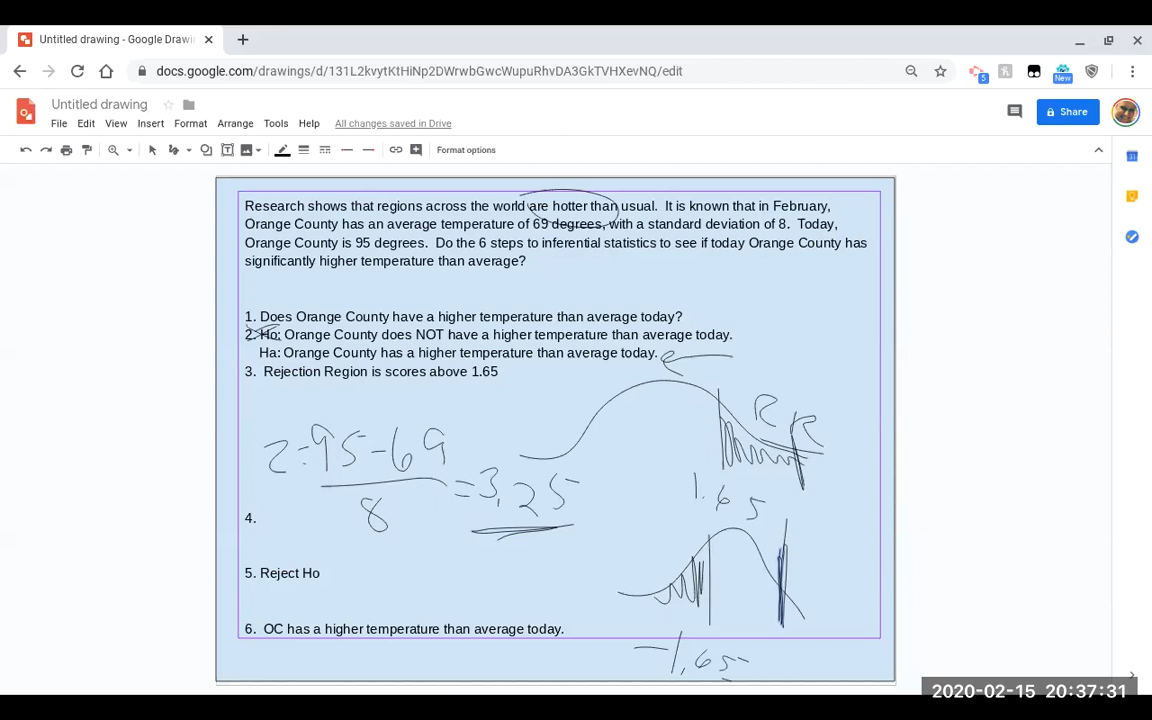 Untitled drawing - Google Drawi
docs.google.com/drawings/d/131L2kvytKtHiNp2DWrwbGwcWupuRhvDA3GkTVHXevNQ/edit
5
New
Untitled drawing
File Edit View Insert Format Arrange Tools Help All changes saved in Drive
Share
Format options
31
Research shows that regions across the world are hotter than usual. It is known that in February,
Orange County has an average temperature of 69 degrees, with a standard deviation of 8. Today,
Orange County is 95 degrees. Do the 6 steps to inferential statistics to see if today Orange County has
significantly higher temperature than average?
1. Does Orange County have a higher temperature than average today?
2. Ho: Orange County does NOT have a higher temperature than average today.
Ha: Orange County has a higher temperature than average today.
3. Rejection Region is scores above 1.65
R R
z = 95 - 69
8
= 3.25
1.65
4.
5. Reject Ho
6. OC has a higher temperature than average today.
-1.65
2020-02-15 20:37:31